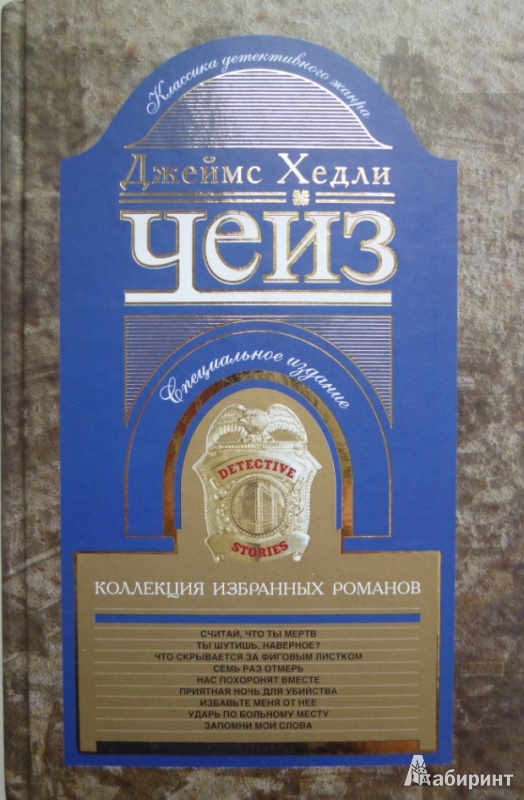 Классика детективного жанра
Джеймс Хедли
Чейз
Специальное издание
DETECTIVE
STORIES
КОЛЛЕКЦИЯ ИЗБРАННЫХ РОМАНОВ
СЧИТАЙ, ЧТО ТЫ МЕРТВ
ТЫ ШУТИШЬ, НАВЕРНОЕ?
ЧТО СКРЫВАЕТСЯ ЗА ФИГОВЫМ ЛИСТКОМ
СЕМЬ РАЗ ОТМЕРЬ
НАС ПОХОРОНЯТ ВМЕСТЕ
ПРИЯТНАЯ НОЧЬ ДЛЯ УБИЙСТВА
ИЗБАВЬТЕ МЕНЯ ОТ НЕЕ
УДАРЬ ПО БОЛЬНОМУ МЕСТУ
ЗАПОМНИ МОИ СЛОВА
Лабиринт